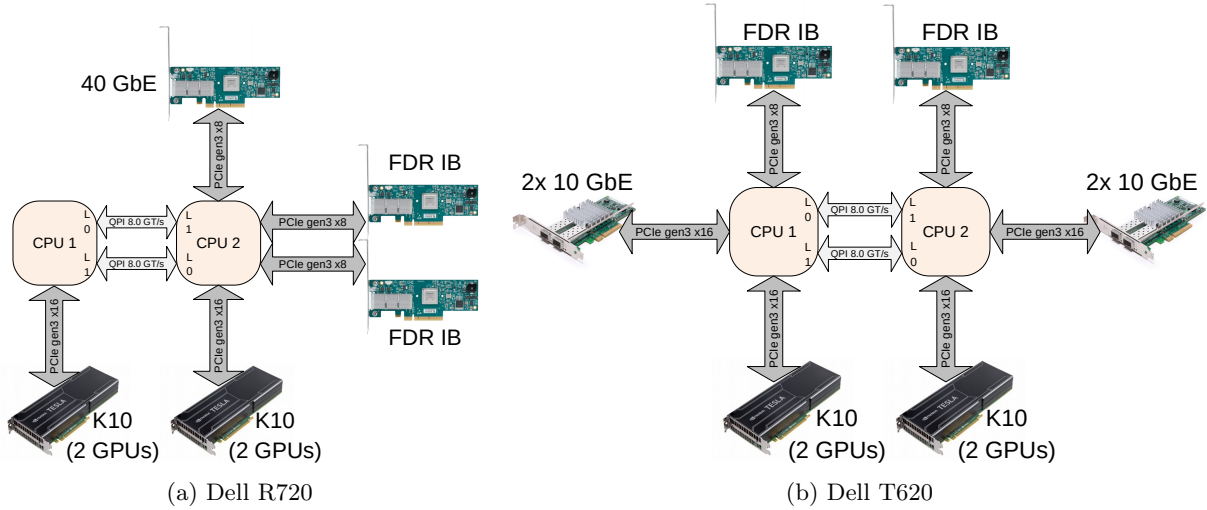 40 GbE
PCIe gen3 x8
FDR IB
CPU 1
L
0
L
1
QPI 8.0 GT/s
QPI 8.0 GT/s
L
1
CPU 2
L
0
PCIe gen3 x8
PCIe gen3 x8
FDR IB
PCIe gen3 x16
PCIe gen3 x16
TESLA
K10
(2 GPUs)
TESLA
K10
(2 GPUs)
(a) Dell R720
FDR IB
FDR IB
PCIe gen3 x8
PCIe gen3 x8
2x 10 GbE
2x 10 GbE
PCIe gen3 x16
L
0
CPU 1
L
1
QPI 8.0 GT/s
QPI 8.0 GT/s
L
1
CPU 2
L
0
PCIe gen3 x16
PCIe gen3 x16
PCIe gen3 x16
TESLA
K10
(2 GPUs)
TESLA
K10
(2 GPUs)
(b) Dell T620